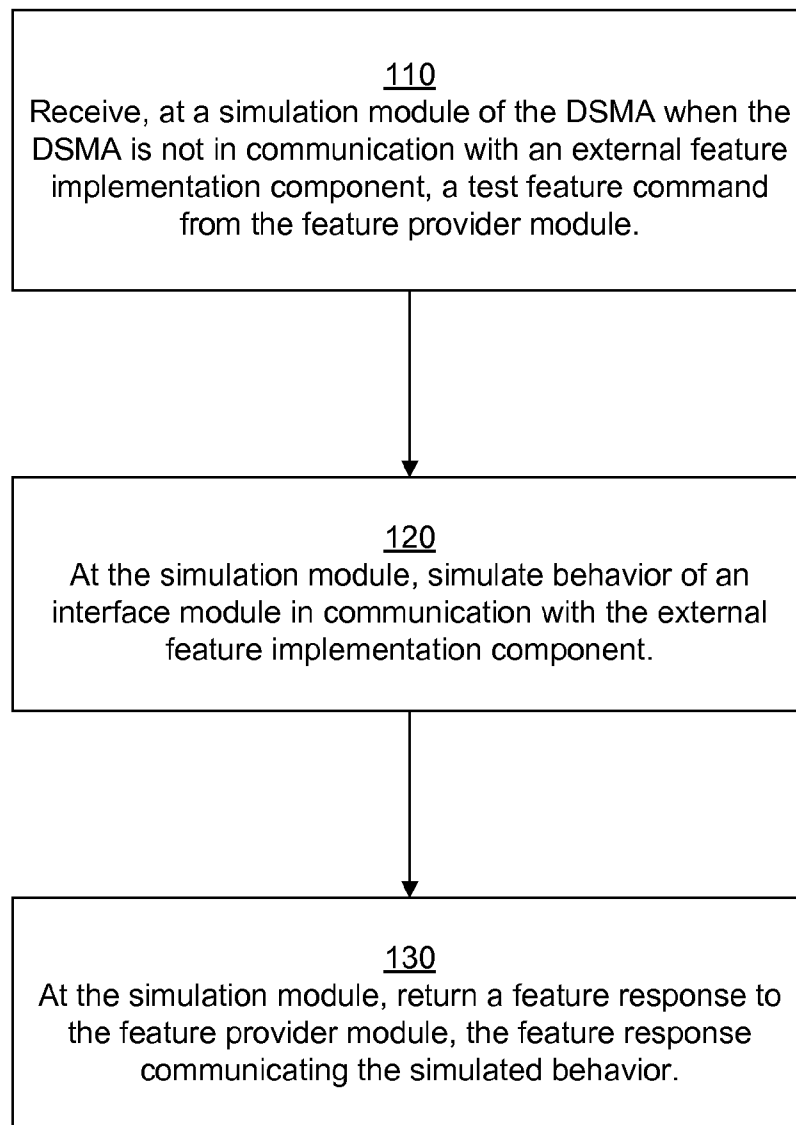 110
Receive, at a simulation module of the DSMA when the
DSMA is not in communication with an external feature
implementation component, a test feature command
from the feature provider module.
120
At the simulation module, simulate behavior of an
interface module in communication with the external
feature implementation component.
130
At the simulation module, return a feature response to
the feature provider module, the feature response
communicating the simulated behavior.